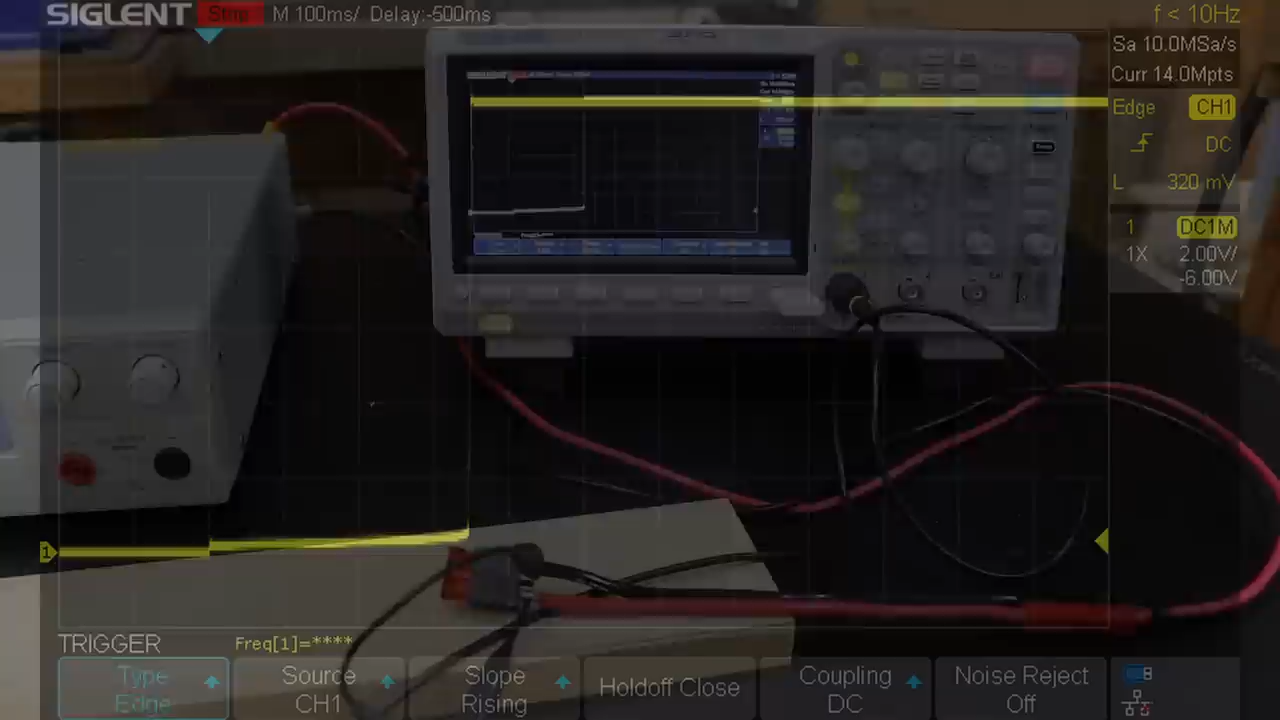 SIGLENT Stop M 100ms/ Delay:-500ms
f < 10Hz
Sa 10.0MSa/s
Curr 14.0Mpts
Edge CH1
DC
L 320 mV
1 DC1M
1X 2.00V/
-6.00V
1
TRIGGER Freq[1]=****
Type
Edge
Source
CH1
Slope
Rising
Holdoff Close
Coupling
DC
Noise Reject
Off